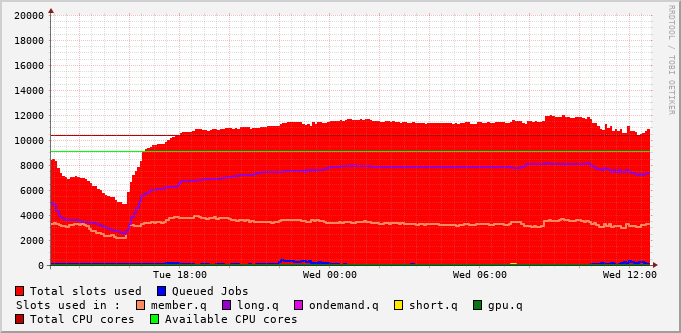 20000
18000
16000
14000
12000
10000
8000
6000
4000
2000
0
Tue 18:00 Wed 00:00 Wed 06:00 Wed 12:00
RRDTOOL / TOBI OETIKER
Total slots used Queued Jobs
Slots used in : member.q long.q ondemand.q short.q gpu.q
Total CPU cores Available CPU cores